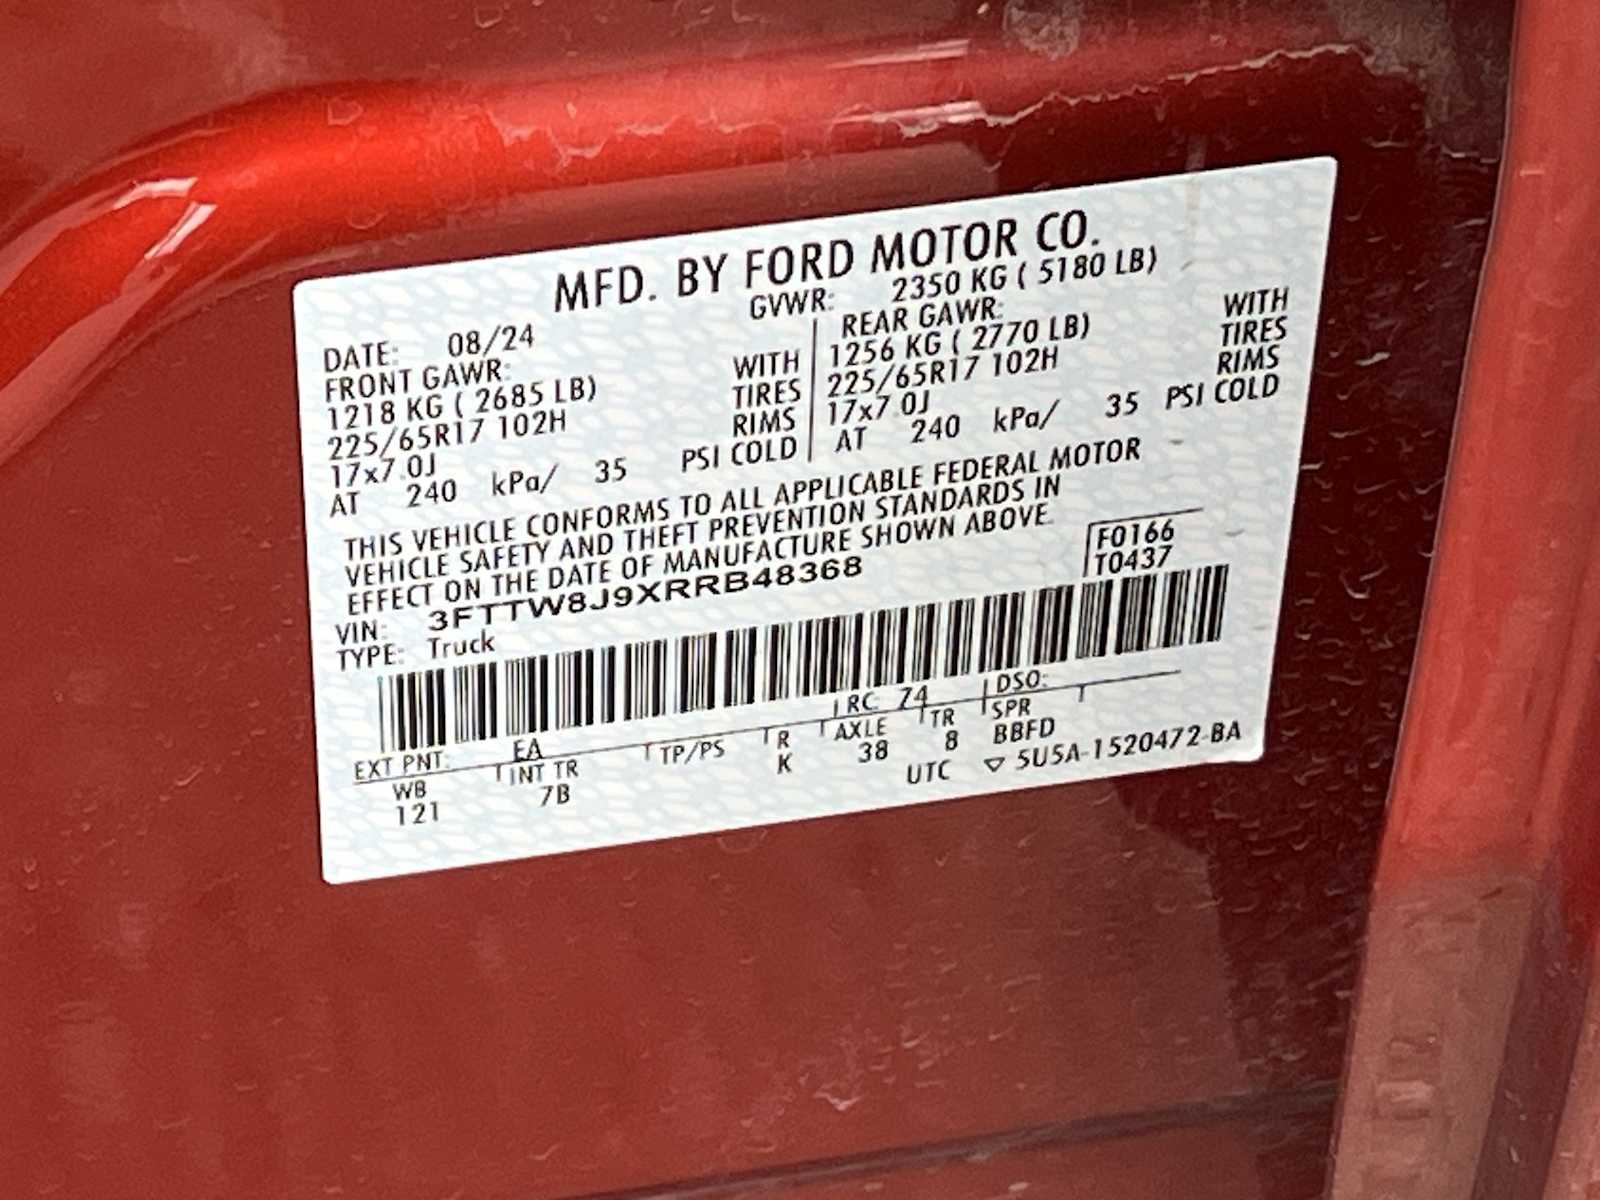 MFD. BY FORD MOTOR CO.
DATE: 08/24 GVWR: 2350 KG ( 5180 LB)
FRONT GAWR: REAR GAWR:
1218 KG ( 2685 LB) WITH 1256 KG ( 2770 LB) WITH
225/65R17 102H TIRES 225/65R17 102H TIRES
17x7.0J RIMS 17x7.0J RIMS
AT 240 kPa/ 35 PSI COLD AT 240 kPa/ 35 PSI COLD
THIS VEHICLE CONFORMS TO ALL APPLICABLE FEDERAL MOTOR
VEHICLE SAFETY AND THEFT PREVENTION STANDARDS IN
EFFECT ON THE DATE OF MANUFACTURE SHOWN ABOVE.
VIN: 3FTTW8J9XRRB48368 F0166
TYPE: Truck T0437
EXT PNT: EA RC: 74 DSO:
WB INT TR TP/PS R AXLE TR SPR
121 7B K 38 8 BBFD
UTC ▽ 5U5A-1520472-BA